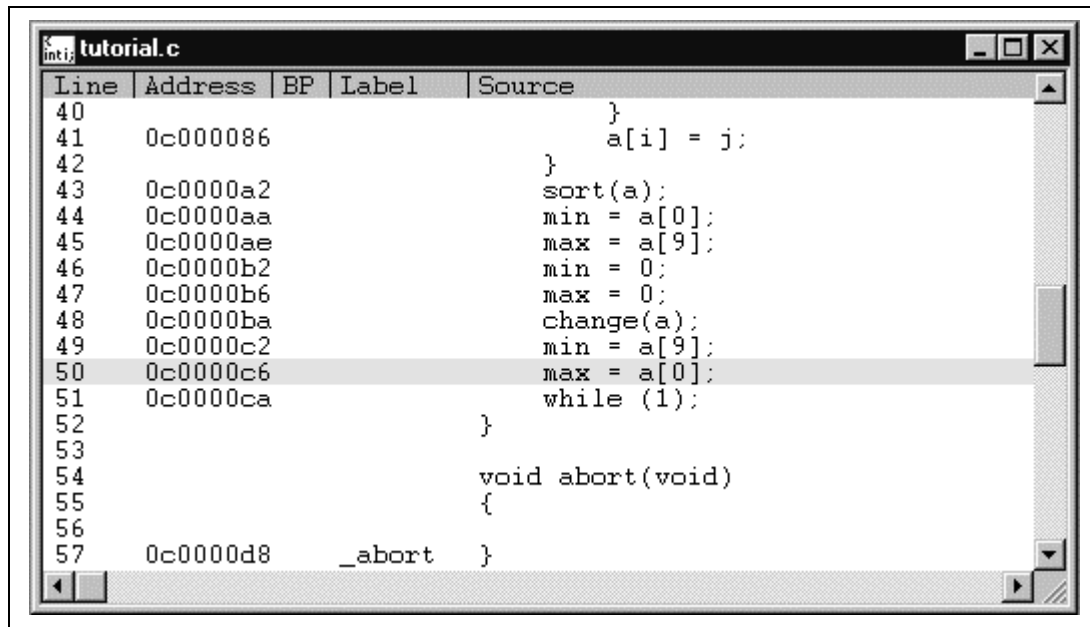 tutorial.c
Line Address BP Label Source
40 }
41 0c000086 a[i] = j;
42 }
43 0c0000a2 sort(a);
44 0c0000aa min = a[0];
45 0c0000ae max = a[9];
46 0c0000b2 min = 0;
47 0c0000b6 max = 0;
48 0c0000ba change(a);
49 0c0000c2 min = a[9];
50 0c0000c6 max = a[0];
51 0c0000ca while (1);
52 }
53
54 void abort(void)
55 {
56
57 0c0000d8 _abort }